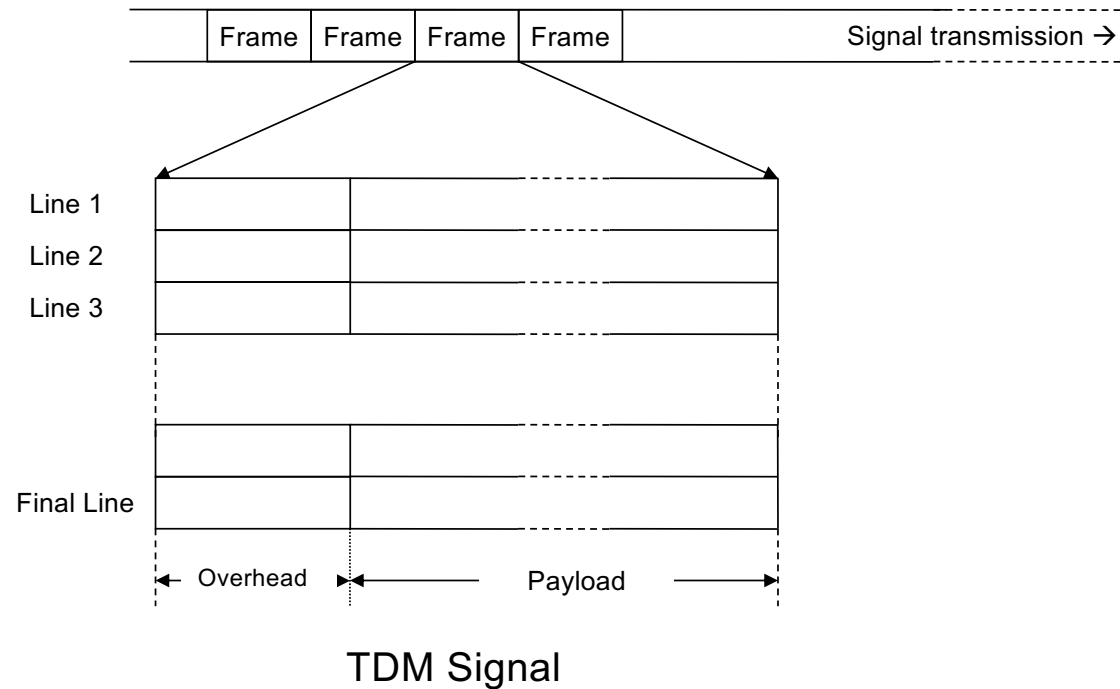 Frame Frame Frame Frame Signal transmission →
Line 1
Line 2
Line 3
Final Line
Overhead Payload
TDM Signal